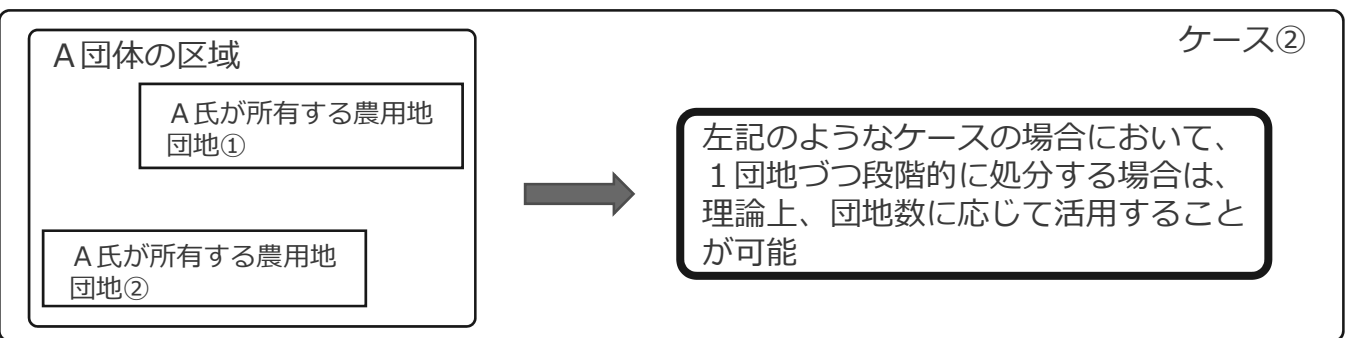 ケース②
Ａ団体の区域
Ａ氏が所有する農用地
団地①
Ａ氏が所有する農用地
団地②
左記のようなケースの場合において、
１団地づつ段階的に処分する場合は、
理論上、団地数に応じて活用すること
が可能